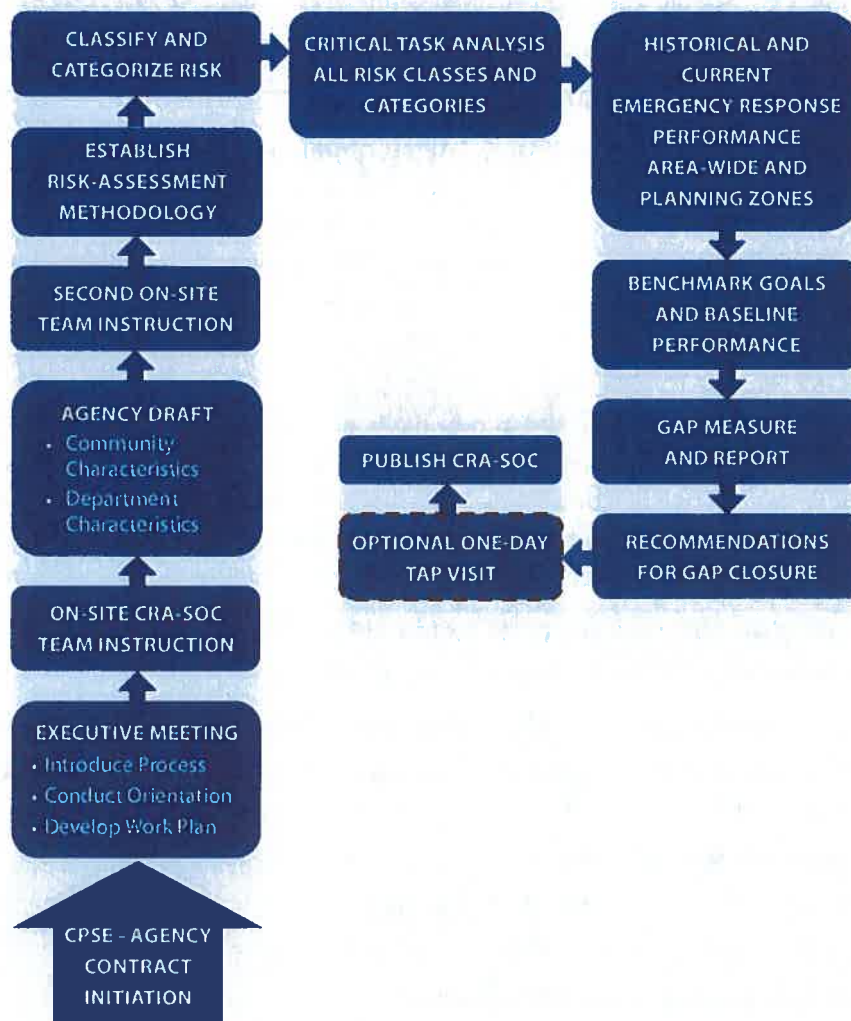 CLASSIFY AND
CATEGORIZE RISK
CRITICAL TASK ANALYSIS
ALL RISK CLASSES AND
CATEGORIES
HISTORICAL AND
CURRENT
EMERGENCY RESPONSE
PERFORMANCE
AREA-WIDE AND
PLANNING ZONES
ESTABLISH
RISK-ASSESSMENT
METHODOLOGY
SECOND ON-SITE
TEAM INSTRUCTION
BENCHMARK GOALS
AND BASELINE
PERFORMANCE
AGENCY DRAFT
• Community
Characteristics
• Department
Characteristics
GAP MEASURE
AND REPORT
PUBLISH CRA-SOC
OPTIONAL ONE-DAY
TAP VISIT
RECOMMENDATIONS
FOR GAP CLOSURE
ON-SITE CRA-SOC
TEAM INSTRUCTION
EXECUTIVE MEETING
• Introduce Process
• Conduct Orientation
• Develop Work Plan
CPSE - AGENCY
CONTRACT
INITIATION